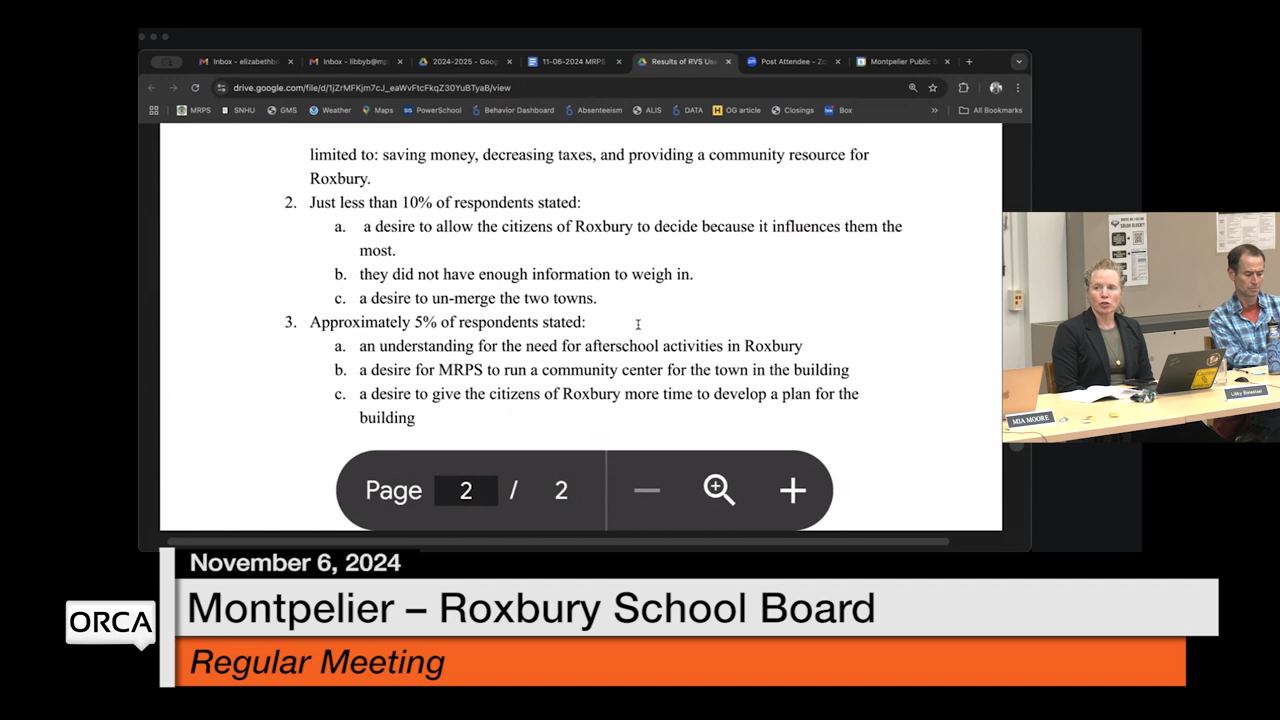 Inbox - elizabethb
Inbox - libbyb@mp
2024-2025 - Goo
11-06-2024 MRPS
Results of RVS Us
Post Attendee - Z
Montpelier Public S
drive.google.com/file/d/1jZrMFKjm7cJ_eaWvFtcFkqZ30YuBTyaB/view
MRPS
SNHU
GMS
Weather
Maps
PowerSchool
Behavior Dashboard
Absenteeism
ALIS
DATA
OG article
Closings
Box
All Bookmarks
limited to: saving money, decreasing taxes, and providing a community resource for
Roxbury.
2. Just less than 10% of respondents stated:
a. a desire to allow the citizens of Roxbury to decide because it influences them the
most.
b. they did not have enough information to weigh in.
c. a desire to un-merge the two towns.
3. Approximately 5% of respondents stated:
a. an understanding for the need for afterschool activities in Roxbury
b. a desire for MRPS to run a community center for the town in the building
c. a desire to give the citizens of Roxbury more time to develop a plan for the
building
Page 2 / 2
MIA MOORE
November 6, 2024
ORCA
Montpelier – Roxbury School Board
Regular Meeting